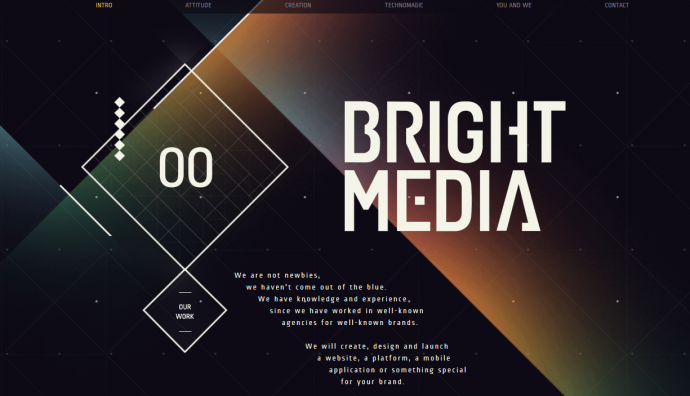 INTRO
ATTITUDE
CREATION
TECHNOMAGIC
YOU AND WE
CONTACT
00
BRIGHT
MEDIA
We are not newbies,
we haven't come out of the blue.
We have knowledge and experience,
since we have worked in well-known
agencies for well-known brands.
OUR
WORK
We will create, design and launch
a website, a platform, a mobile
application or something special
for your brand.